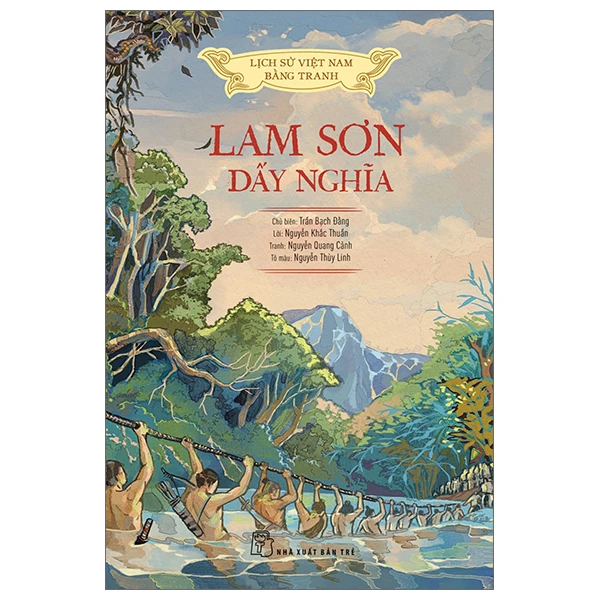 LỊCH SỬ VIỆT NAM
BẰNG TRANH
LAM SƠN
DẤY NGHĨA
Chủ biên: Trần Bạch Đằng
Lời: Nguyễn Khắc Thuần
Tranh: Nguyễn Quang Cảnh
Tô màu: Nguyễn Thùy Linh
NHÀ XUẤT BẢN TRẺ